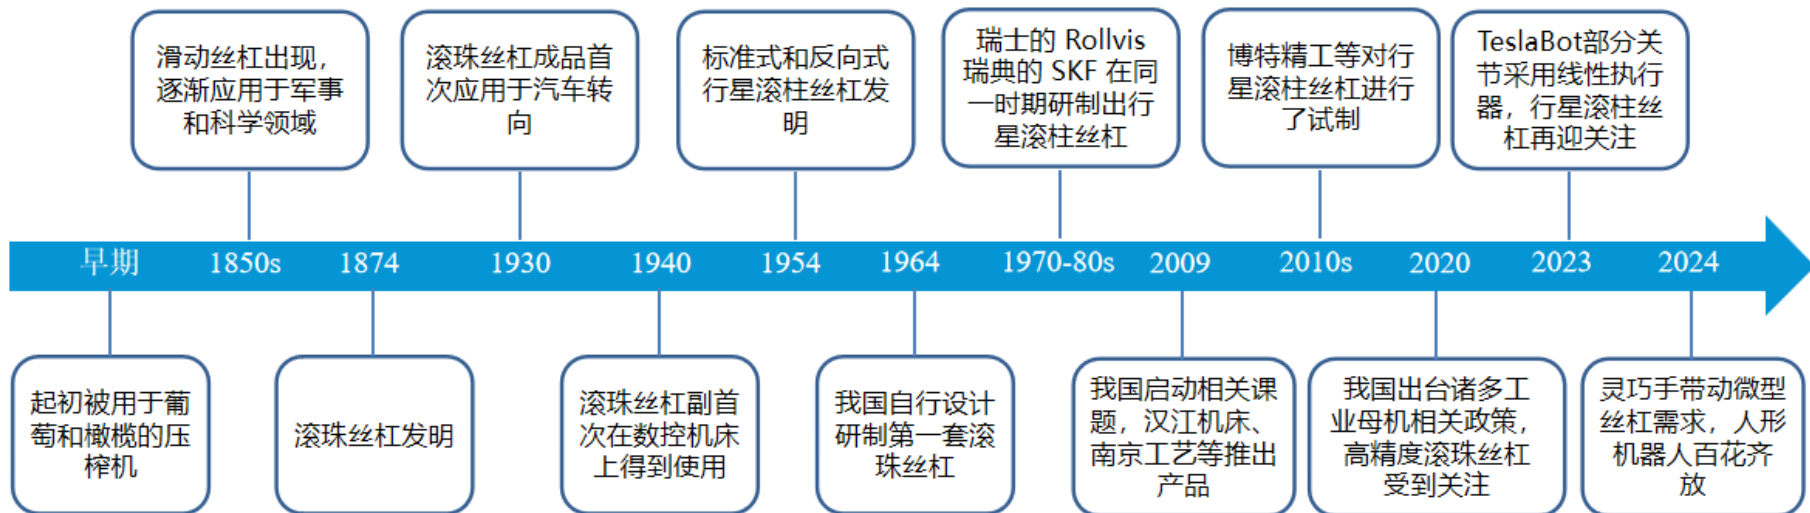 滑动丝杠出现，
逐渐应用于军事
和科学领域
滚珠丝杠成品首
次应用于汽车转
向
标准式和反向式
行星滚柱丝杠发
明
瑞士的 Rollvis
瑞典的 SKF 在同
一时期研制出行
星滚柱丝杠
博特精工等对行
星滚柱丝杠进行
了试制
TeslaBot部分关
节采用线性执行
器，行星滚柱丝
杠再迎关注
早期 1850s 1874 1930 1940 1954 1964 1970-80s 2009 2010s 2020 2023 2024
起初被用于葡
萄和橄榄的压
榨机
滚珠丝杠发明
滚珠丝杠副首
次在数控机床
上得到使用
我国自行设计
研制第一套滚
珠丝杠
我国启动相关课
题，汉江机床、
南京工艺等推出
产品
我国出台诸多工
业母机相关政策，
高精度滚珠丝杠
受到关注
灵巧手带动微型
丝杠需求，人形
机器人百花齐
放